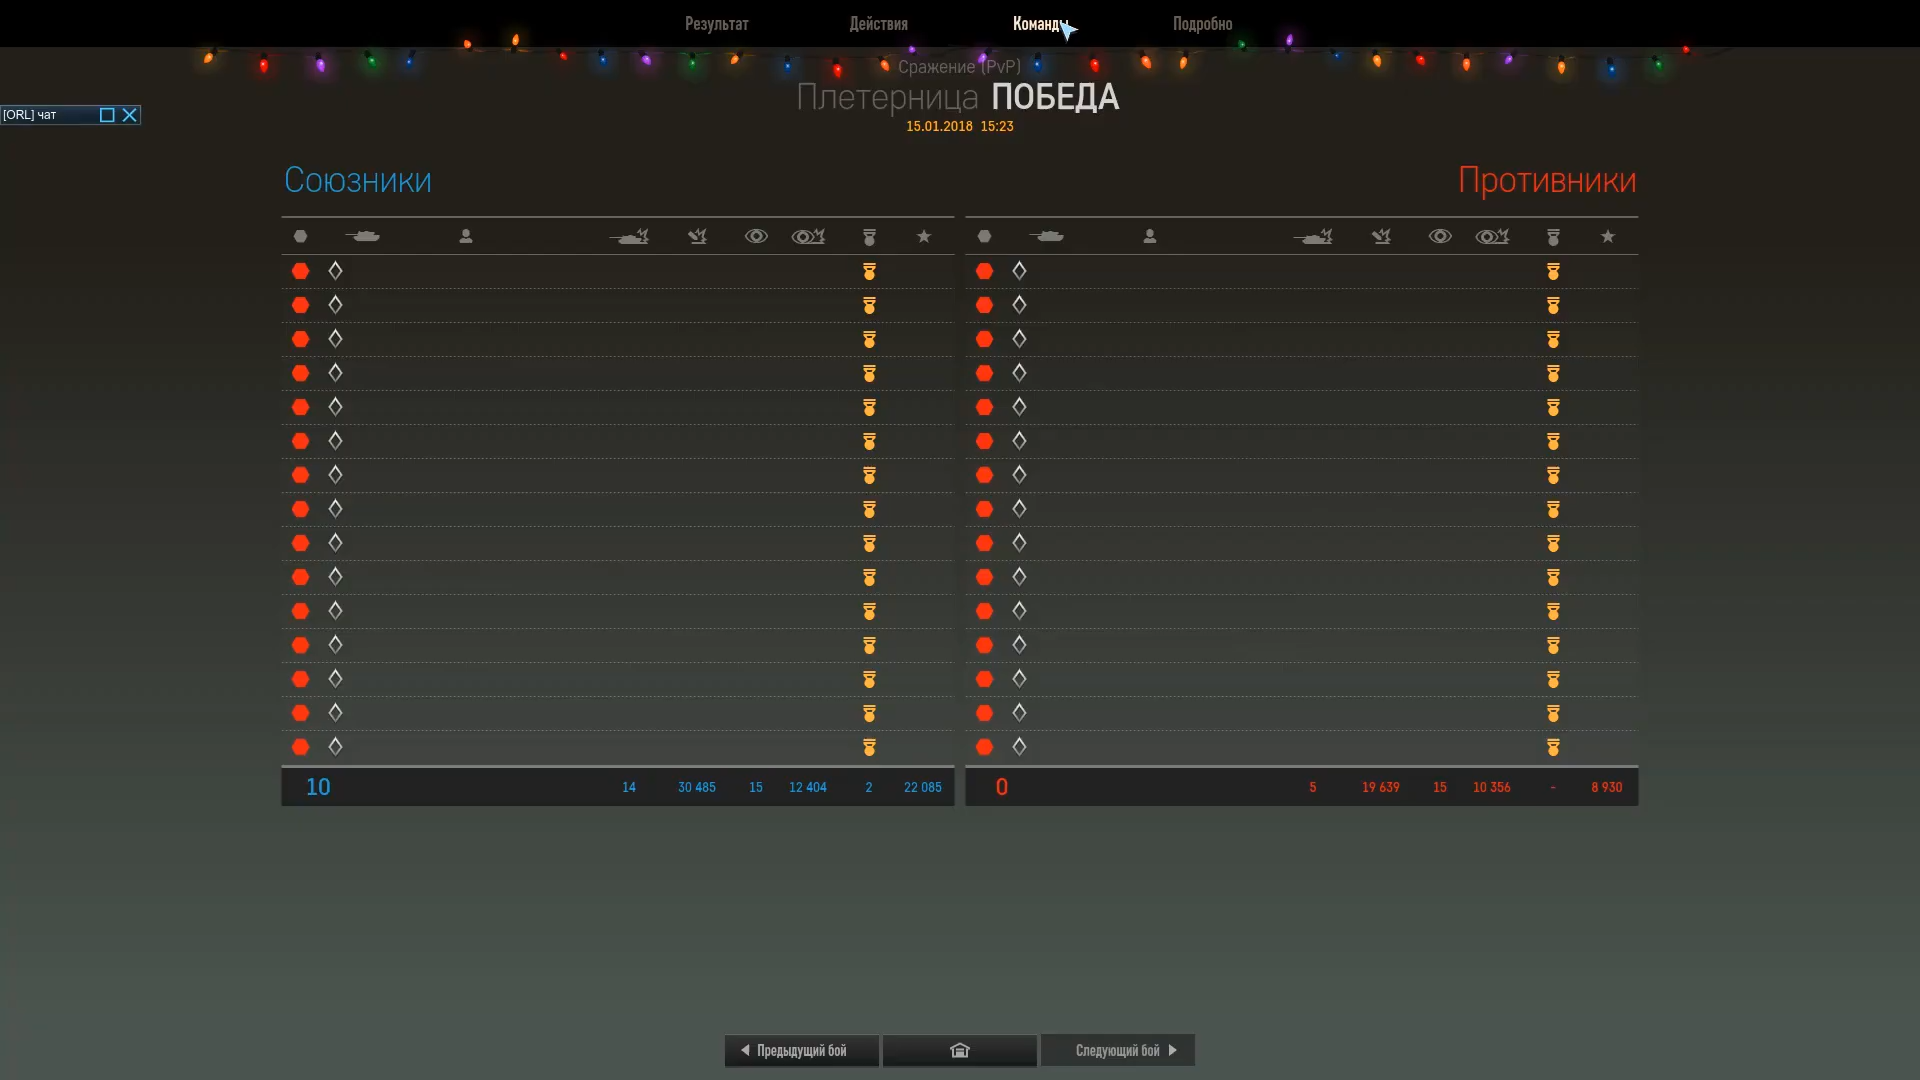 Результат Действия Команды Подробно
Сражение (PvP)
Плетерница ПОБЕДА
15.01.2018 15:23
[ORL] чат
Союзники Противники
10 14 30 485 15 12 404 2 22 085 0 5 19 639 15 10 356 - 8 930
Предыдущий бой Следующий бой